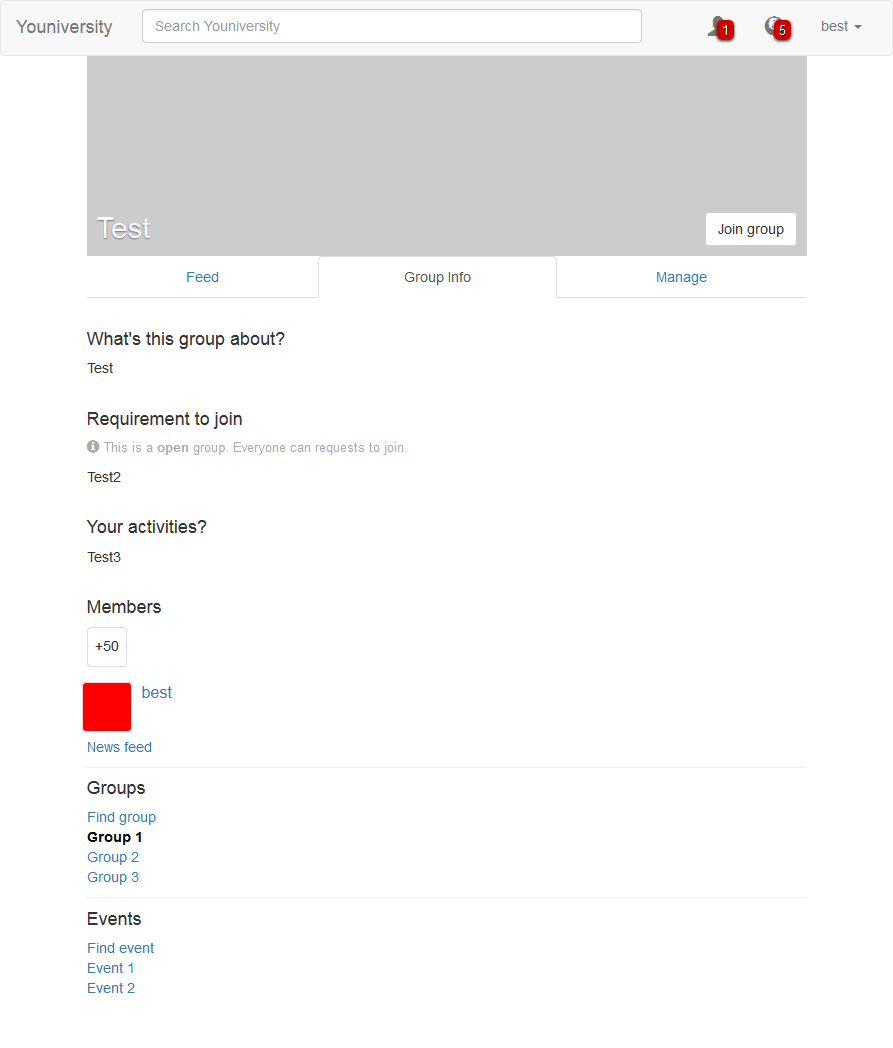 Youniversity
Search Youniversity
1
5
best
Test
Join group
Feed
Group Info
Manage
What's this group about?
Test
Requirement to join
This is a open group. Everyone can requests to join.
Test2
Your activities?
Test3
Members
+50
best
News feed
Groups
Find group
Group 1
Group 2
Group 3
Events
Find event
Event 1
Event 2